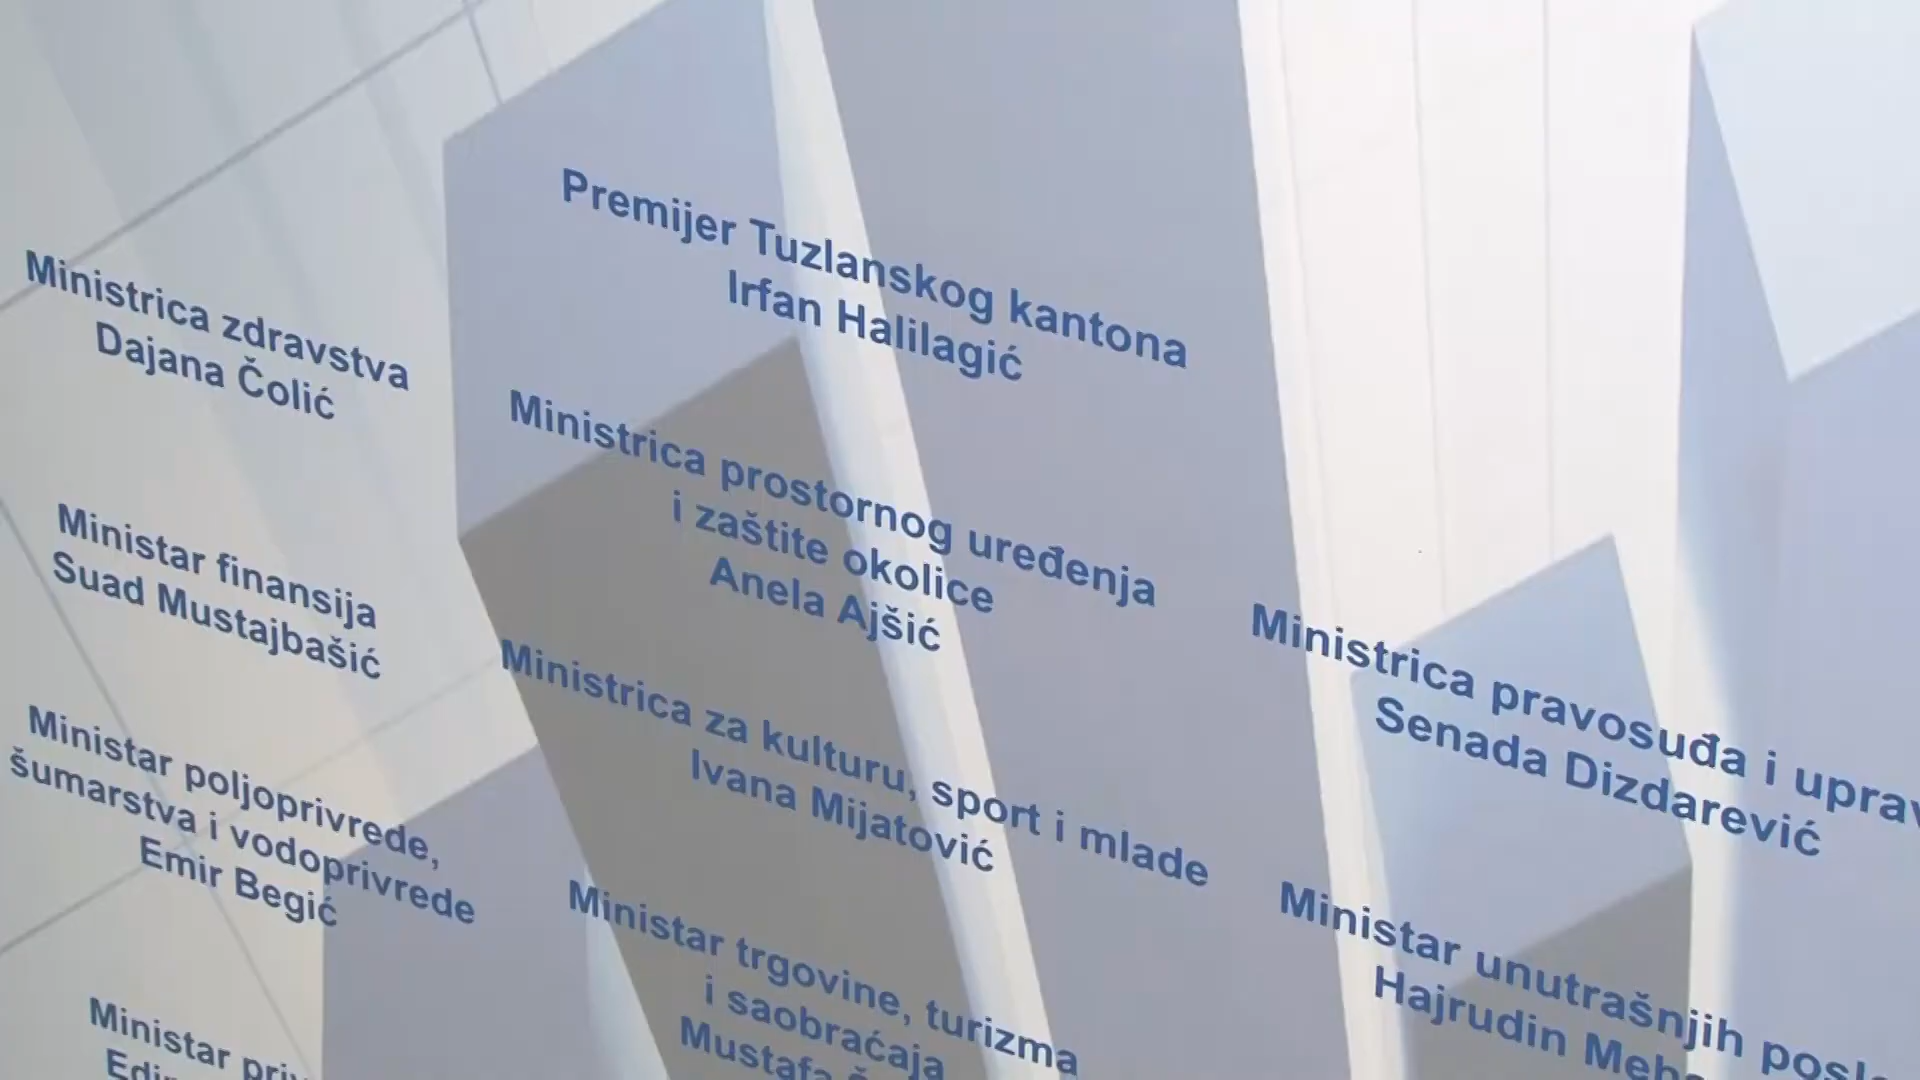 Ministrica zdravstva
Dajana Čolić
Ministar finansija
Suad Mustajbašić
Ministar poljoprivrede,
šumarstva i vodoprivrede
Emir Begić
Ministar
Premijer Tuzlanskog kantona
Irfan Halilagić
Ministrica prostornog uređenja
i zaštite okolice
Anela Ajšić
Ministrica za kulturu, sport i mlade
Ivana Mijatović
Ministar trgovine, turizma
i saobraćaja
Mustafa
Ministrica pravosuđa i
Senada Dizdarević
Ministar unutrašnjih
Hajrudin